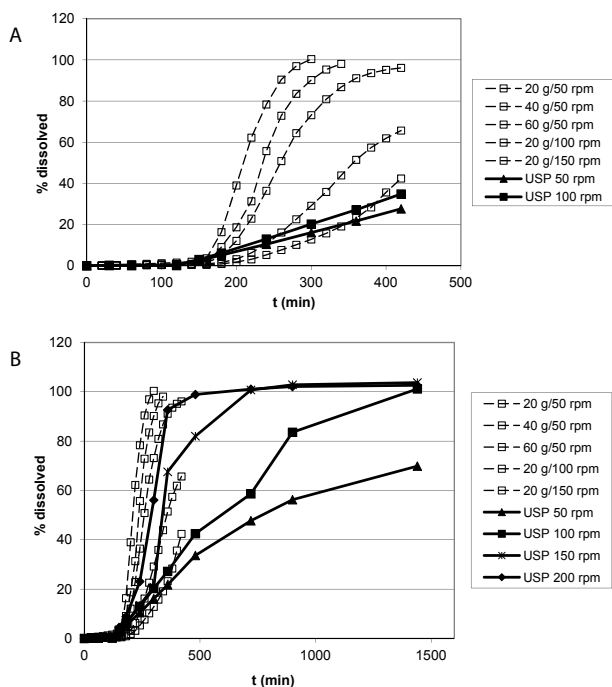 A
120
100
80
60
40
20
0
% dissolved
0 100 200 300 400 500
t (min)
20 g/50 rpm
40 g/50 rpm
60 g/50 rpm
20 g/100 rpm
20 g/150 rpm
USP 50 rpm
USP 100 rpm
B
120
100
80
60
40
20
0
% dissolved
0 500 1000 1500
t (min)
20 g/50 rpm
40 g/50 rpm
60 g/50 rpm
20 g/100 rpm
20 g/150 rpm
USP 50 rpm
USP 100 rpm
USP 150 rpm
USP 200 rpm